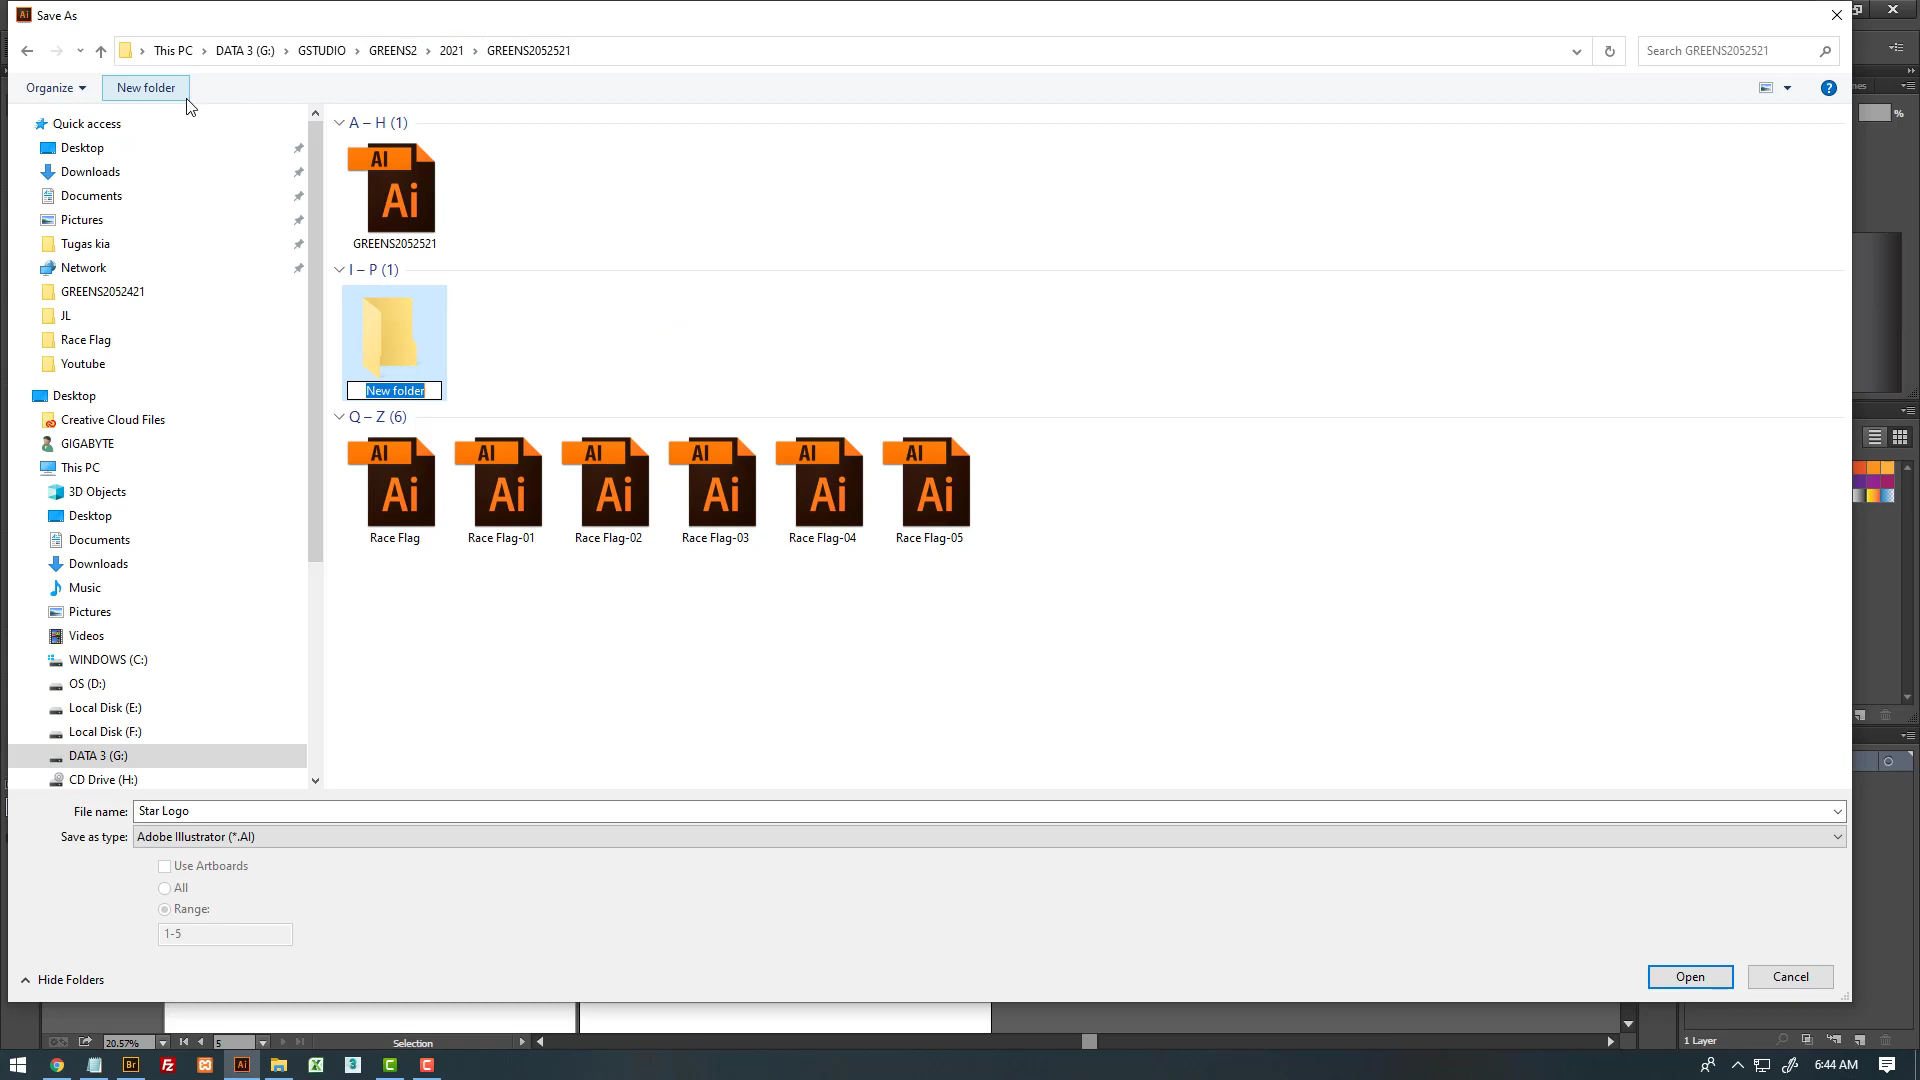 Ai Save As
This PC DATA 3 (G:) GSTUDIO GREENS2 2021 GREENS2052521
Search GREENS2052521
Organize New folder
Quick access
Desktop
Downloads
Documents
Pictures
Tugas kia
Network
GREENS2052421
JL
Race Flag
Youtube
Desktop
Creative Cloud Files
GIGABYTE
This PC
3D Objects
Desktop
Documents
Downloads
Music
Pictures
Videos
WINDOWS (C:)
OS (D:)
Local Disk (E:)
Local Disk (F:)
DATA 3 (G:)
CD Drive (H:)
A – H (1)
AI
Ai
GREENS2052521
I – P (1)
New folder
Q – Z (6)
AI AI AI AI AI AI
Ai Ai Ai Ai Ai Ai
Race Flag Race Flag-01 Race Flag-02 Race Flag-03 Race Flag-04 Race Flag-05
%
File name: Star Logo
Save as type: Adobe Illustrator (*.AI)
Use Artboards
All
Range:
1-5
Hide Folders
Open Cancel
20.57% 5 Selection
1 Layer
Br Fz Ai X 3 C C
6:44 AM